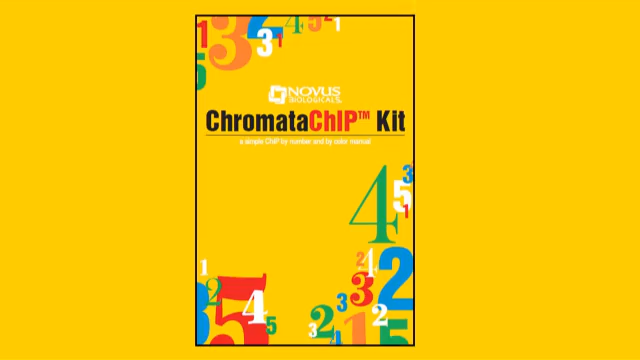 NOVUS
BIOLOGICALS
ChromataChIP™ Kit
a simple ChIP by number and by color manual